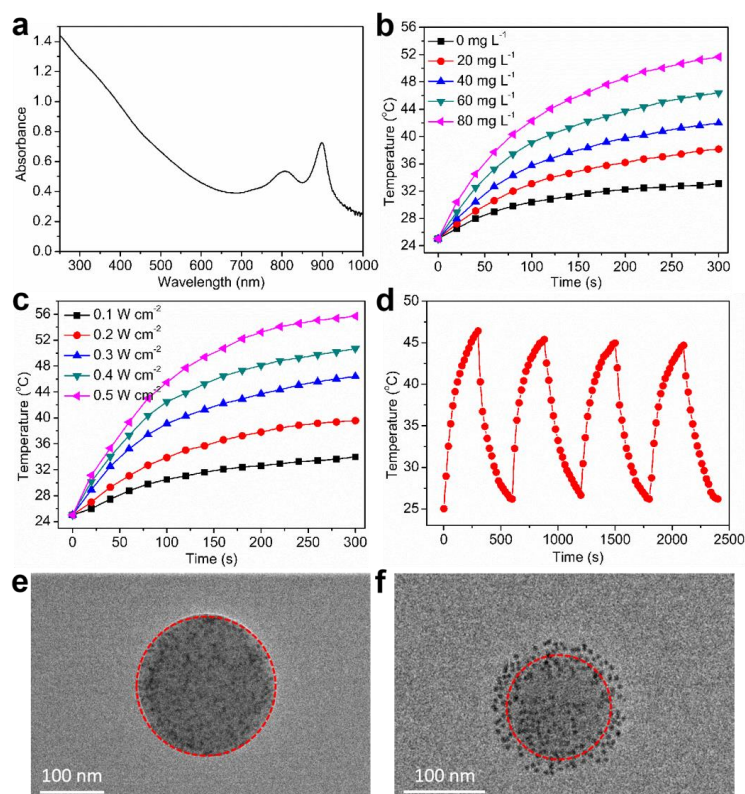 a
1.4
1.2
1.0
0.8
0.6
0.4
0.2
0.0
Absorbance
300 400 500 600 700 800 900 1000
Wavelength (nm)
b
56
52
48
44
40
36
32
28
24
Temperature (°C)
0 mg L⁻¹
20 mg L⁻¹
40 mg L⁻¹
60 mg L⁻¹
80 mg L⁻¹
0 50 100 150 200 250 300
Time (s)
c
56
52
48
44
40
36
32
28
24
Temperature (°C)
0.1 W cm⁻²
0.2 W cm⁻²
0.3 W cm⁻²
0.4 W cm⁻²
0.5 W cm⁻²
0 50 100 150 200 250 300
Time (s)
d
50
45
40
35
30
25
Temperature (°C)
0 500 1000 1500 2000 2500
Time (s)
e
100 nm
f
100 nm